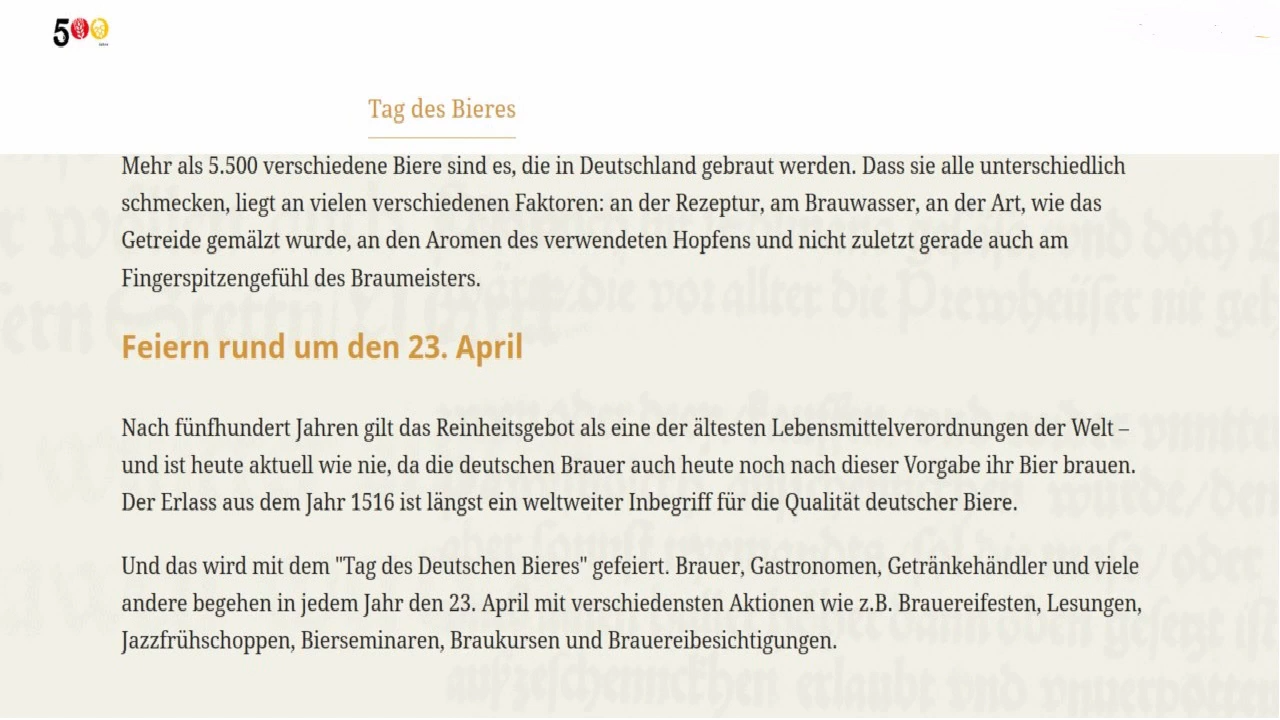 500
Tag des Bieres
Mehr als 5.500 verschiedene Biere sind es, die in Deutschland gebraut werden. Dass sie alle unterschiedlich
schmecken, liegt an vielen verschiedenen Faktoren: an der Rezeptur, am Brauwasser, an der Art, wie das
Getreide gemälzt wurde, an den Aromen des verwendeten Hopfens und nicht zuletzt gerade auch am
Fingerspitzengefühl des Braumeisters.
Feiern rund um den 23. April
Nach fünfhundert Jahren gilt das Reinheitsgebot als eine der ältesten Lebensmittelverordnungen der Welt –
und ist heute aktuell wie nie, da die deutschen Brauer auch heute noch nach dieser Vorgabe ihr Bier brauen.
Der Erlass aus dem Jahr 1516 ist längst ein weltweiter Inbegriff für die Qualität deutscher Biere.
Und das wird mit dem "Tag des Deutschen Bieres" gefeiert. Brauer, Gastronomen, Getränkehändler und viele
andere begehen in jedem Jahr den 23. April mit verschiedensten Aktionen wie z.B. Brauereifesten, Lesungen,
Jazzfrühschoppen, Bierseminaren, Braukursen und Brauereibesichtigungen.